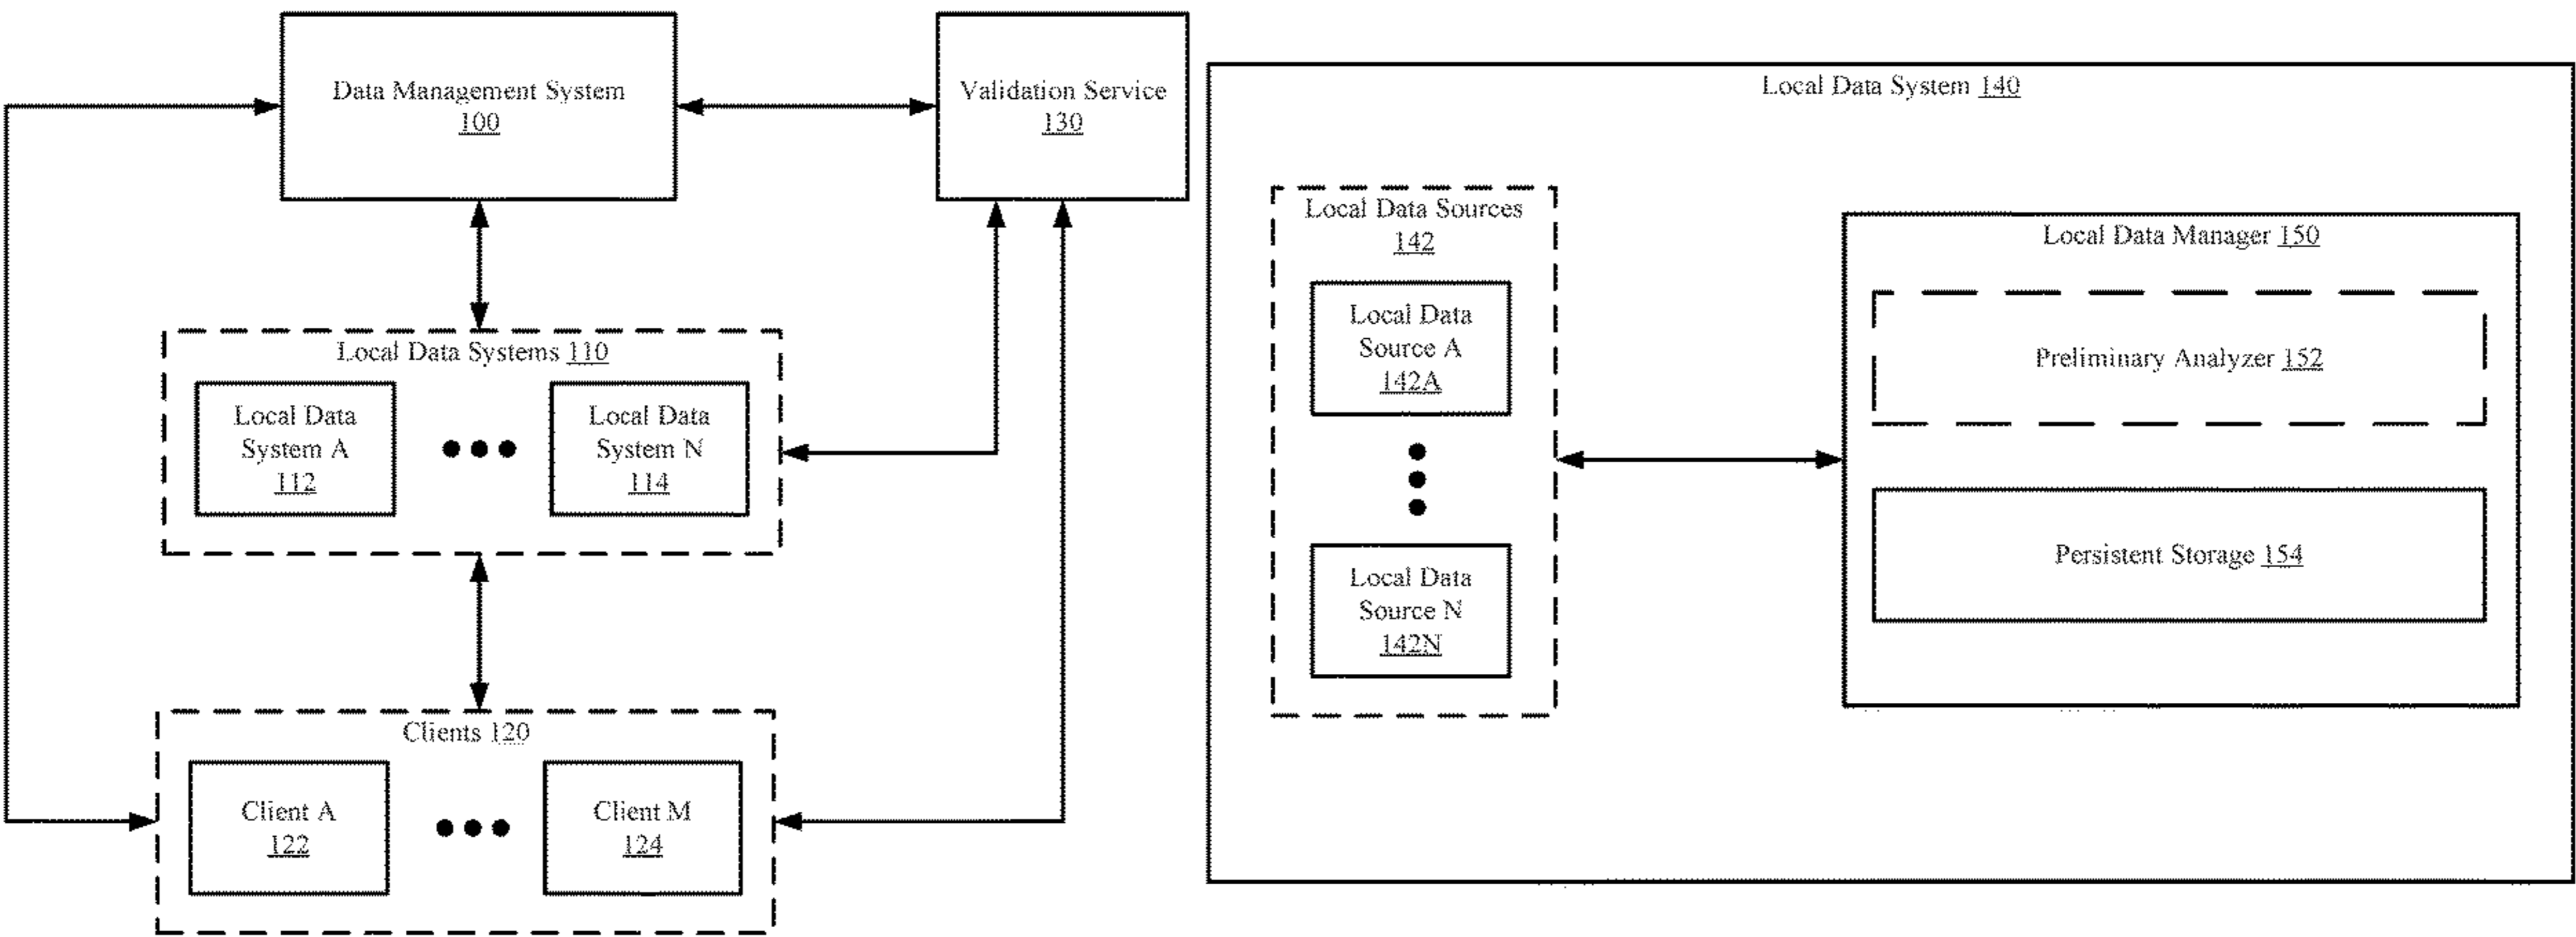 Data Management System
100
Validation Service
130
Local Data Systems 110
Local Data
System A
112
Local Data
System N
114
Clients 120
Client A
122
Client M
124
Local Data System 140
Local Data Sources
142
Local Data
Source A
142A
Local Data
Source N
142N
Local Data Manager 150
Preliminary Analyzer 152
Persistent Storage 154